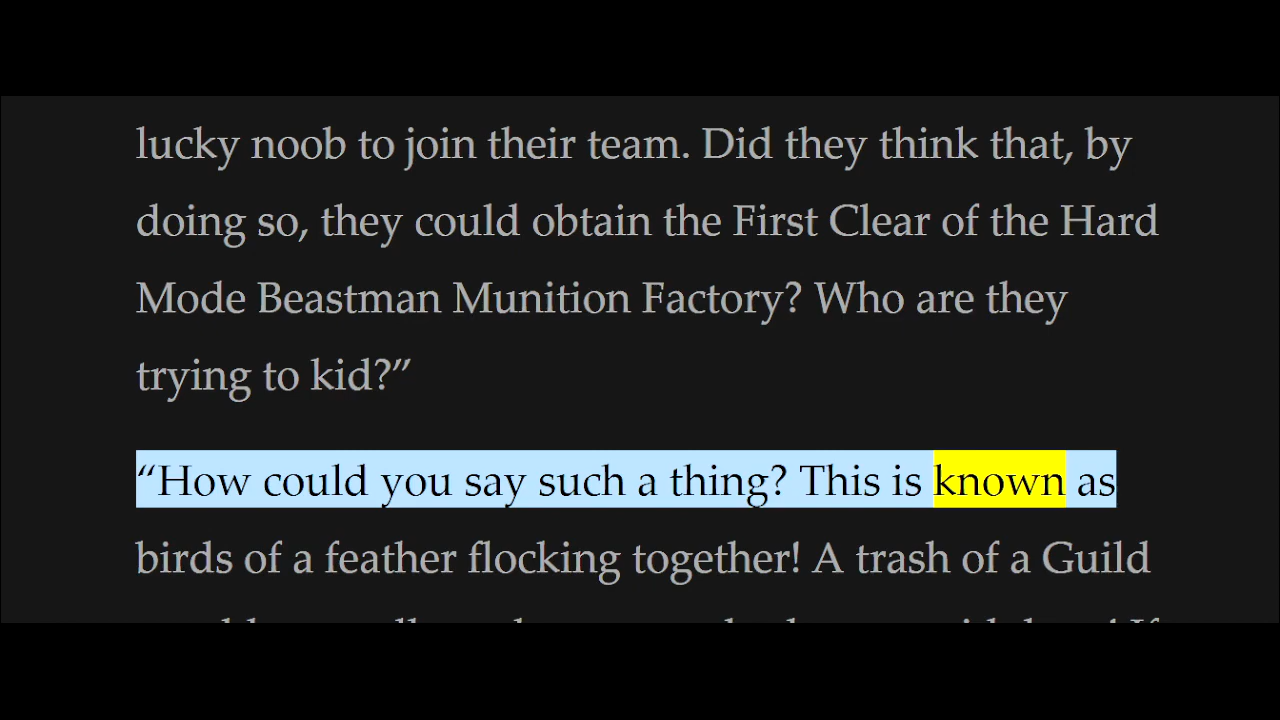 lucky noob to join their team. Did they think that, by
doing so, they could obtain the First Clear of the Hard
Mode Beastman Munition Factory? Who are they
trying to kid?”
“How could you say such a thing? This is known as
birds of a feather flocking together! A trash of a Guild